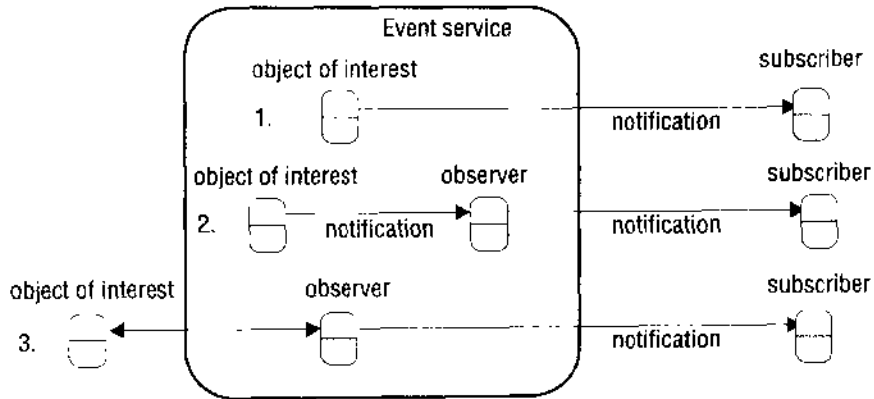 Event service
object of interest
subscriber
1.
notification
object of interest
observer
subscriber
2.
notification
notification
object of interest
observer
subscriber
3.
notification